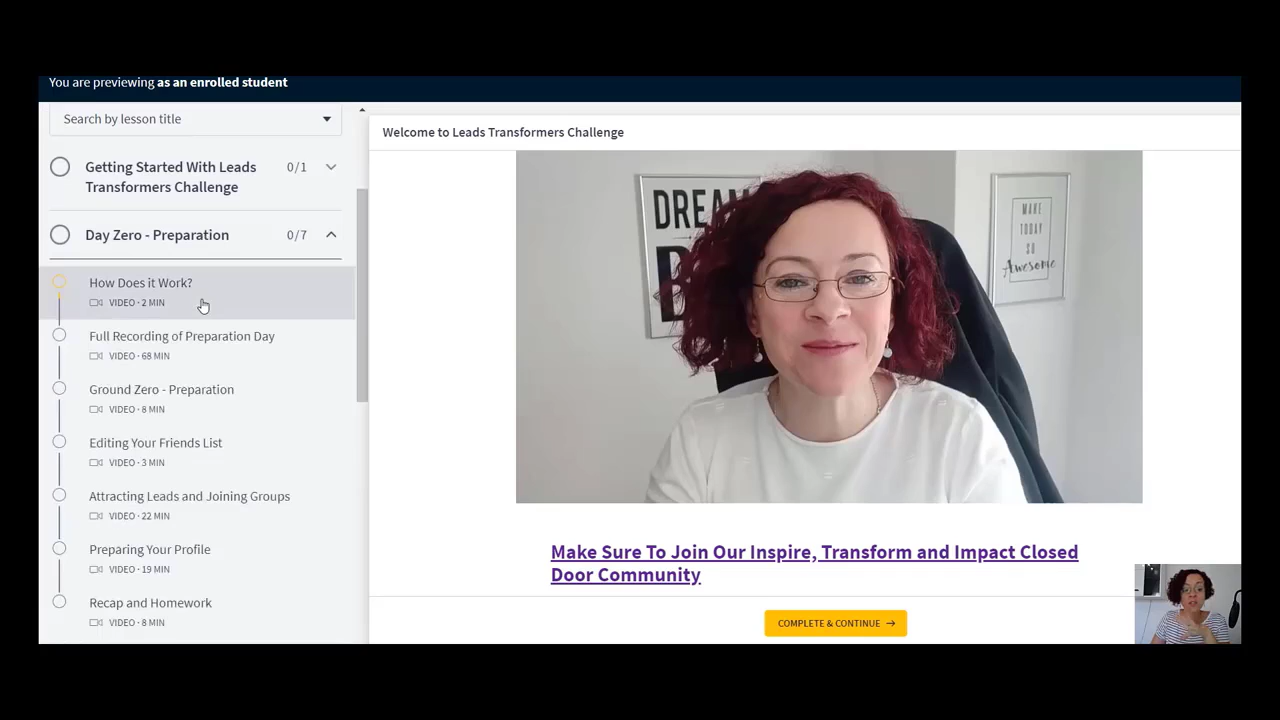 You are previewing as an enrolled student
Search by lesson title
Getting Started With Leads
Transformers Challenge
0/1
Day Zero - Preparation
0/7
How Does it Work?
VIDEO · 2 MIN
Full Recording of Preparation Day
VIDEO · 68 MIN
Ground Zero - Preparation
VIDEO · 8 MIN
Editing Your Friends List
VIDEO · 3 MIN
Attracting Leads and Joining Groups
VIDEO · 22 MIN
Preparing Your Profile
VIDEO · 19 MIN
Recap and Homework
VIDEO · 8 MIN
Welcome to Leads Transformers Challenge
DREAM
B
MAKE
TODAY
SO
Awesome
Make Sure To Join Our Inspire, Transform and Impact Closed
Door Community
COMPLETE & CONTINUE →